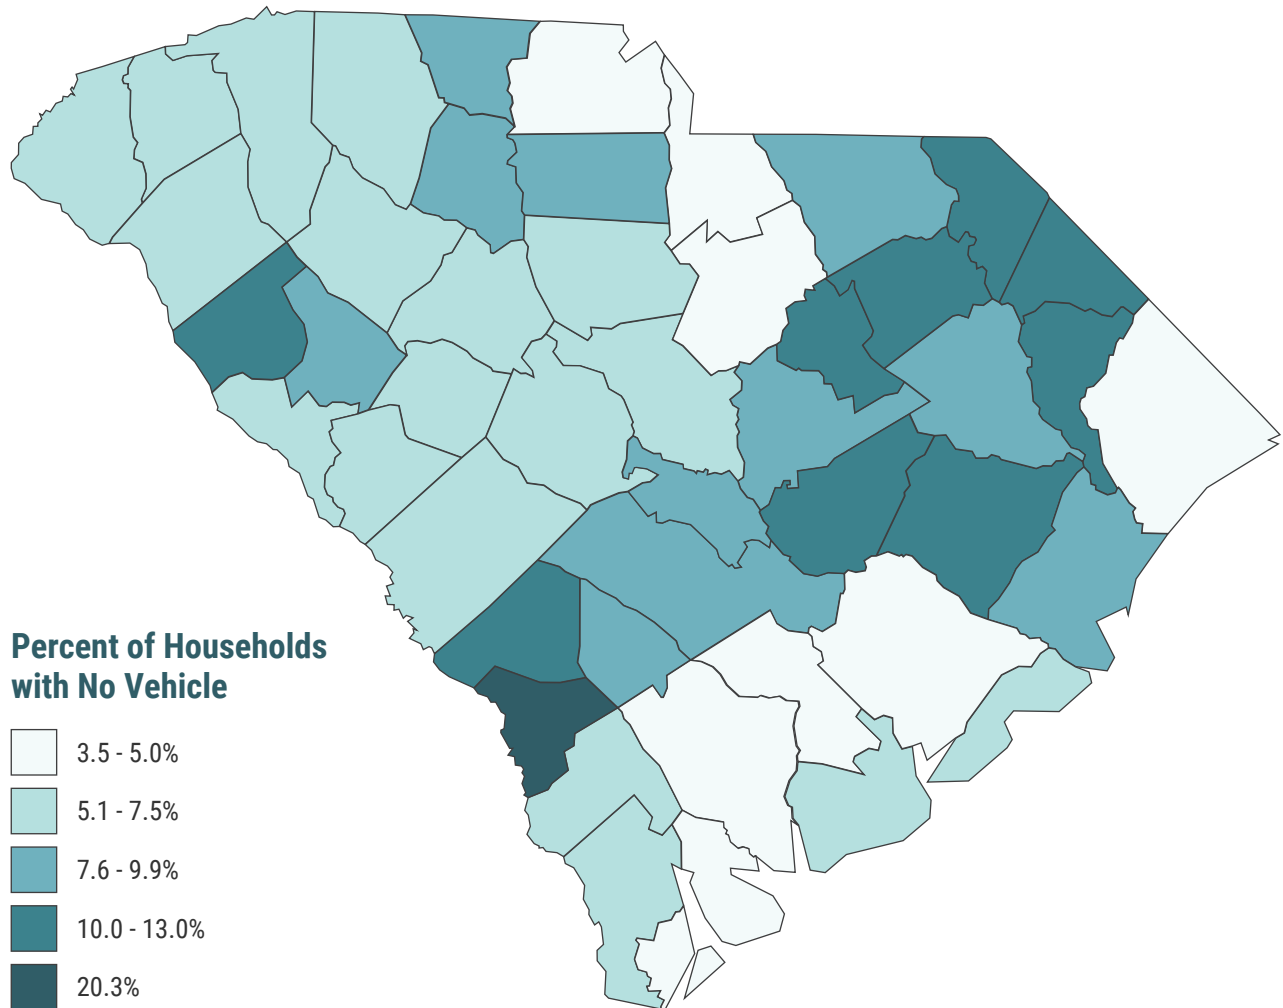 Percent of Households
with No Vehicle
3.5 - 5.0%
5.1 - 7.5%
7.6 - 9.9%
10.0 - 13.0%
20.3%